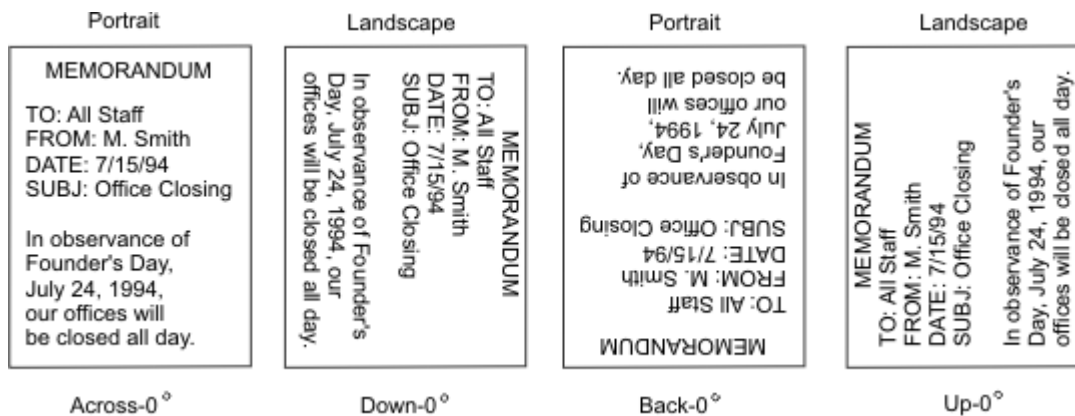 Portrait
MEMORANDUM
TO: All Staff
FROM: M. Smith
DATE: 7/15/94
SUBJ: Office Closing
In observance of
Founder's Day,
July 24, 1994,
our offices will
be closed all day.
Across-0°
Landscape
MEMORANDUM
TO: All Staff
FROM: M. Smith
DATE: 7/15/94
SUBJ: Office Closing
In observance of Founder's
Day, July 24, 1994, our
offices will be closed all day.
Down-0°
Portrait
MEMORANDUM
TO: All Staff
FROM: M. Smith
DATE: 7/15/94
SUBJ: Office Closing
In observance of
Founder's Day,
July 24, 1994,
our offices will
be closed all day.
Back-0°
Landscape
MEMORANDUM
TO: All Staff
FROM: M. Smith
DATE: 7/15/94
SUBJ: Office Closing
In observance of Founder's
Day, July 24, 1994, our
offices will be closed all day.
Up-0°